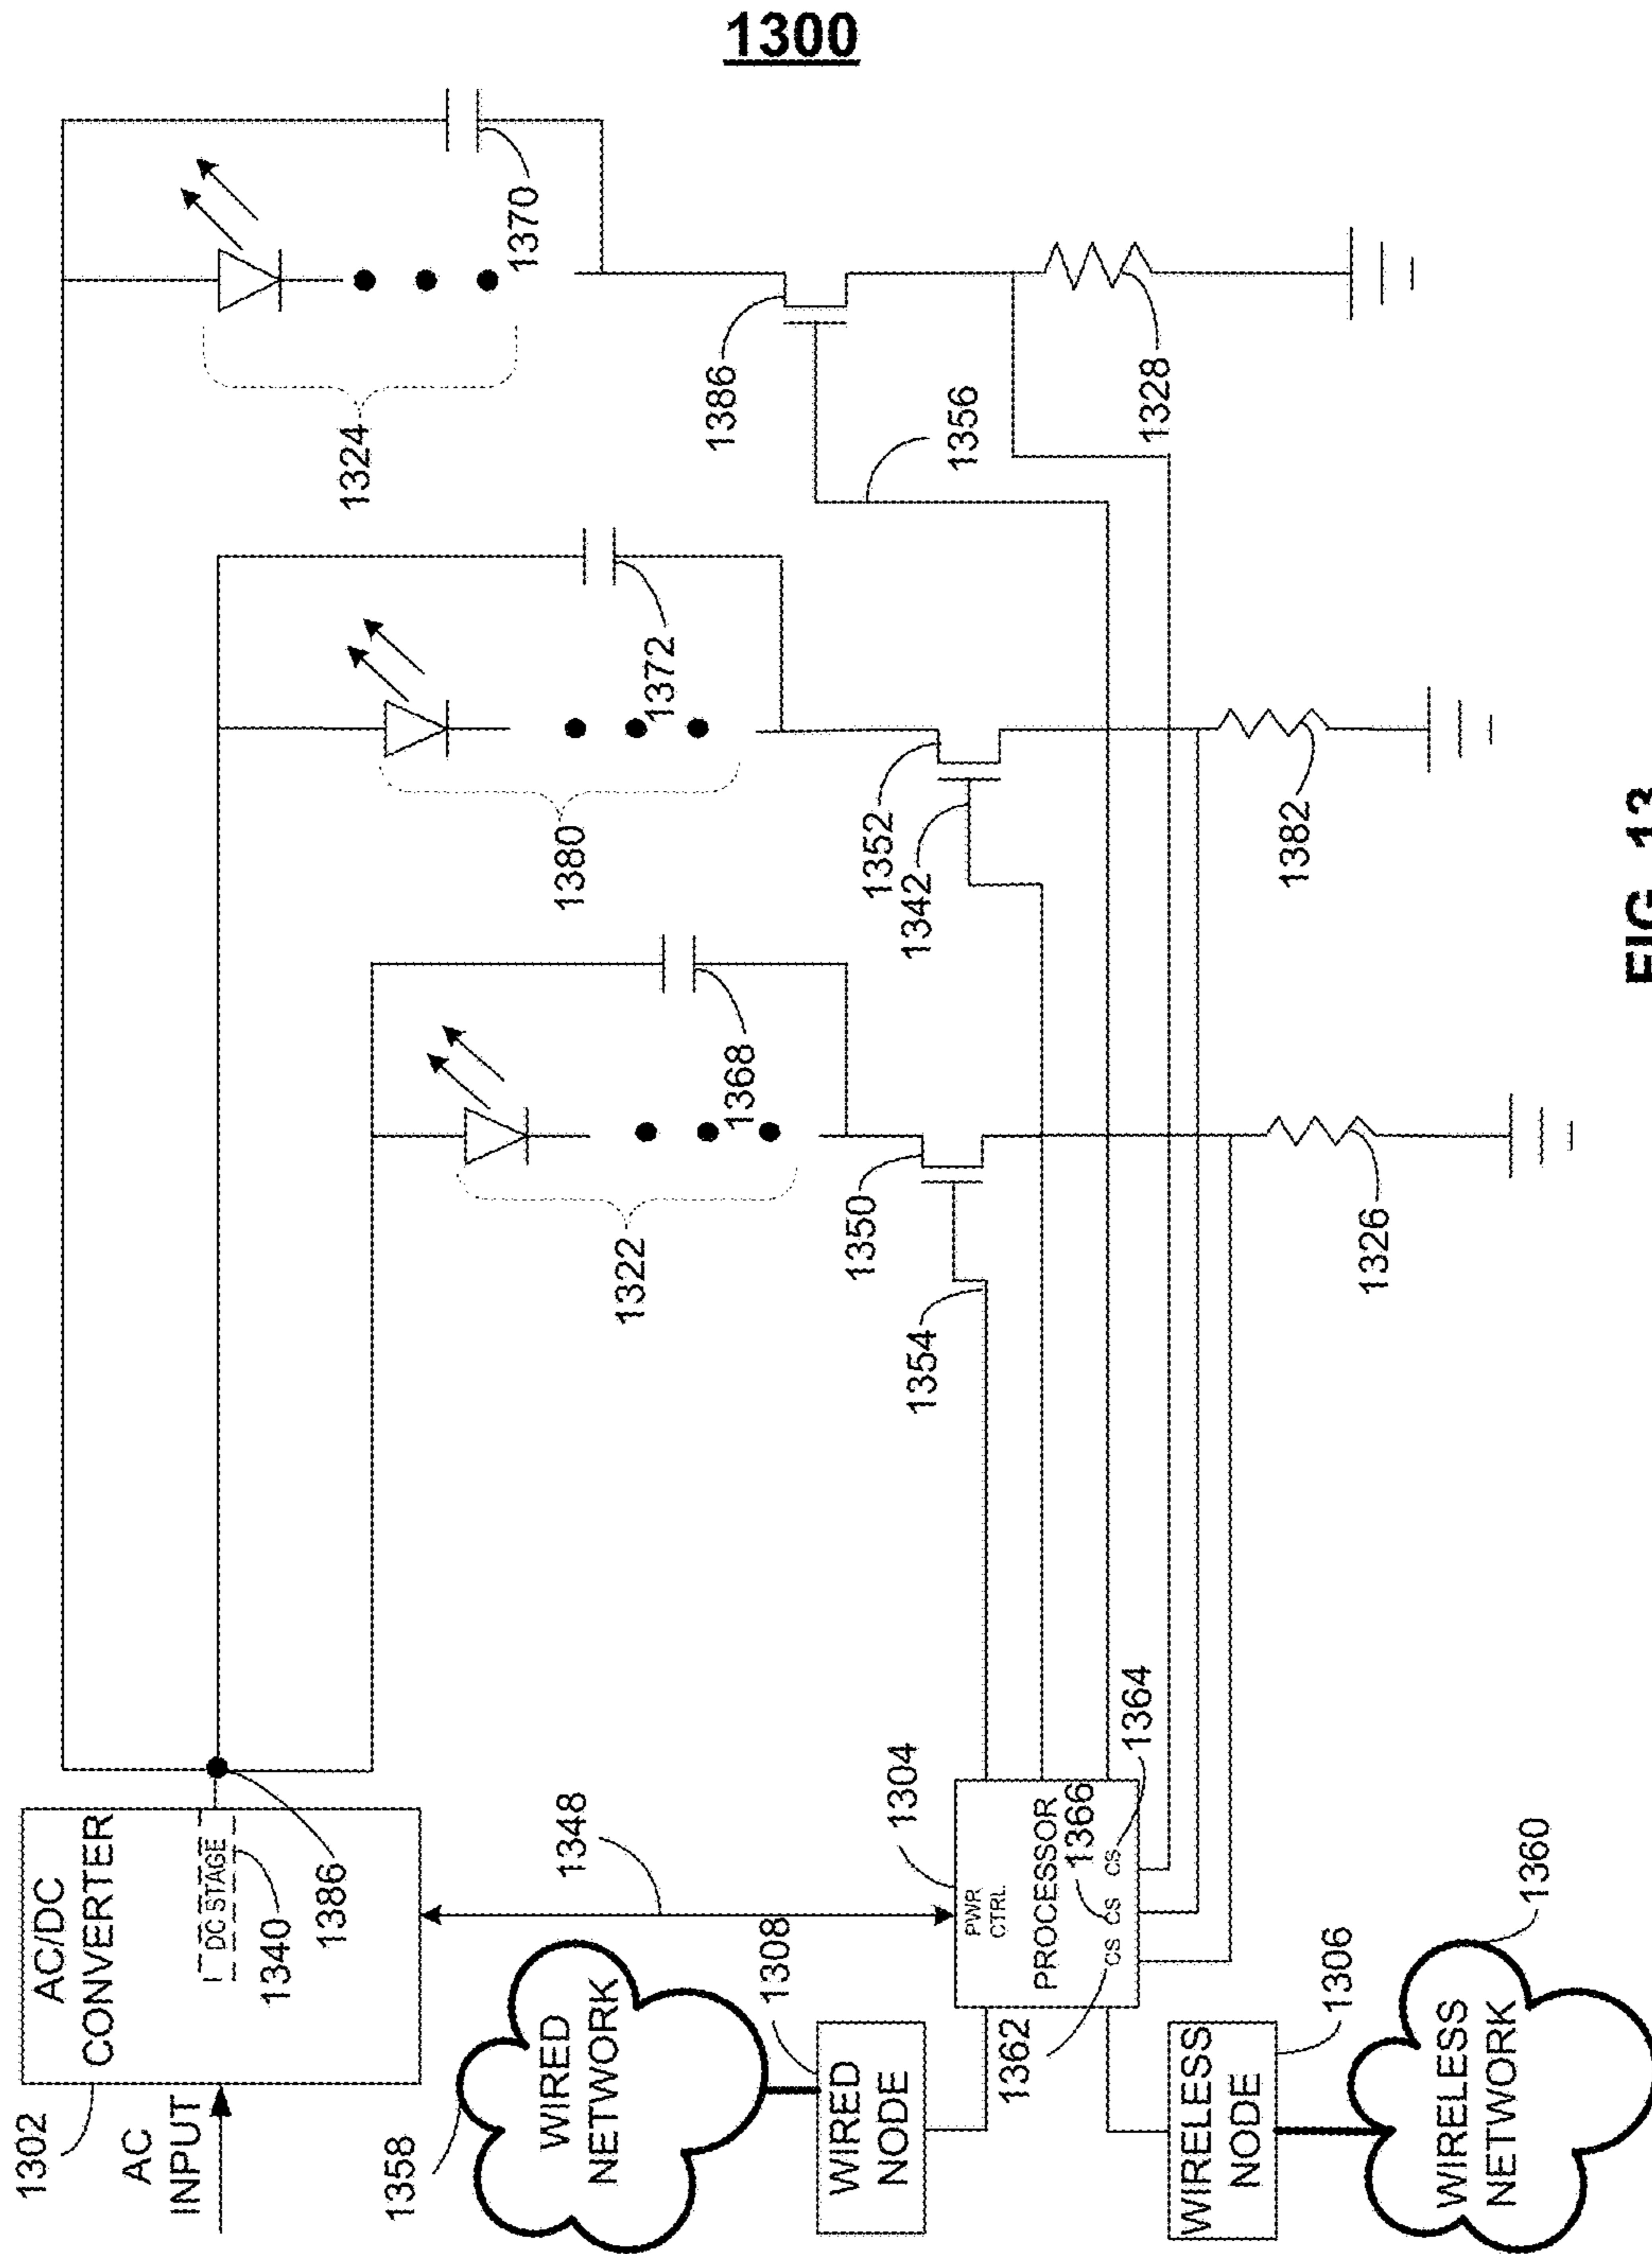 1300
1302
AC
INPUT
AC/DC
CONVERTER
DC STAGE
1340
1386
1348
1358
WIRED
NETWORK
1308
WIRED
NODE
1304
PWR
CTRL.
PROCESSOR
1366
CS
CS
CS
1364
1362
1306
WIRELESS
NODE
1360
WIRELESS
NETWORK
1322
1368
1350
1354
1326
1380
1372
1352
1342
1382
1324
1370
1386
1356
1328
FIG. 13